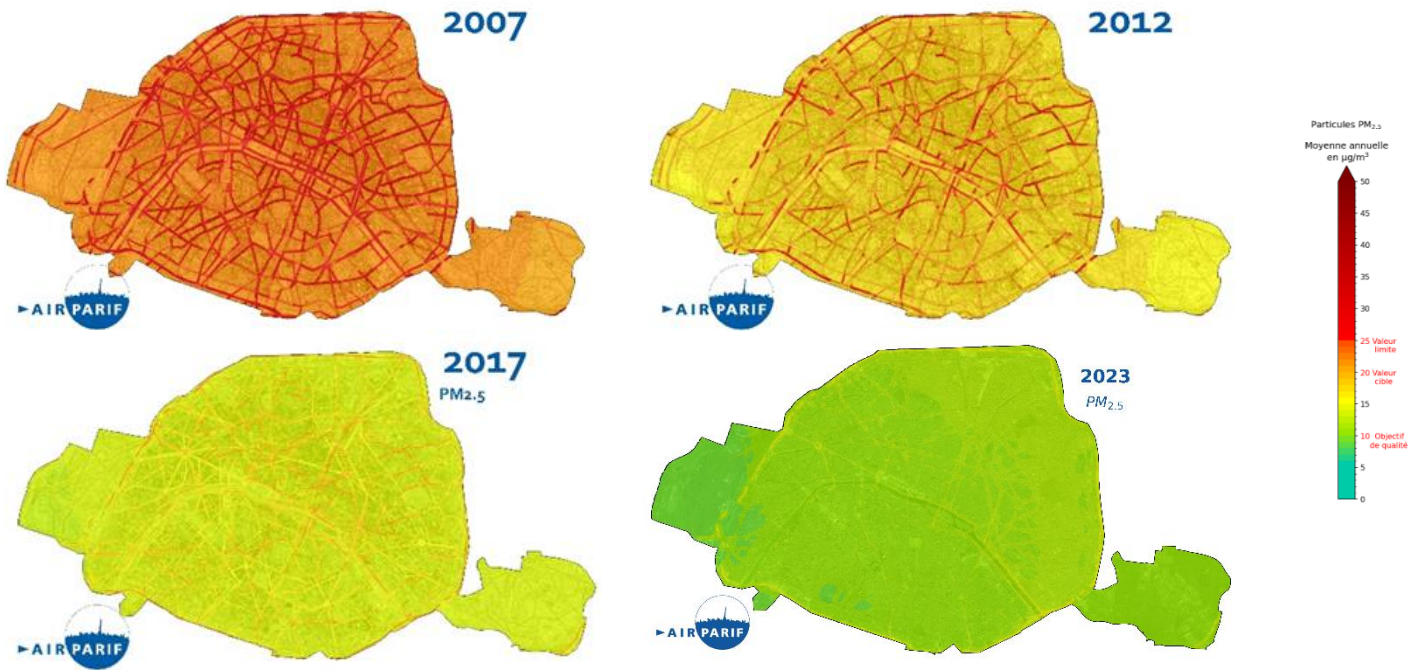 2007
AIRPARIF
2012
AIRPARIF
2017
PM2.5
AIRPARIF
2023
PM2.5
AIRPARIF
Particules PM2.5
Moyenne annuelle
en µg/m³
50
45
40
35
30
25 Valeur
limite
20 Valeur
cible
15
10 Objectif
de qualité
5
0